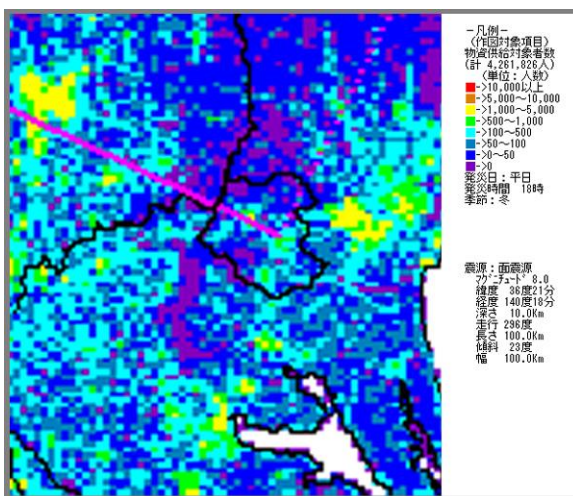 －凡例－
(作図対象項目)
物資供給対象者数
(計 4,261,826人)
(単位：人数)
->10,000以上
->5,000～10,000
->1,000～5,000
->500～1,000
->100～500
->50～100
->0～50
->0
発災日：平日
発災時間 18時
季節：冬
震源：面震源
ﾏｸﾞﾆﾁｭｰﾄﾞ 8.0
緯度 36度21分
経度 140度18分
深さ 10.0Km
走行 296度
長さ 100.0Km
傾斜 23度
幅 100.0Km